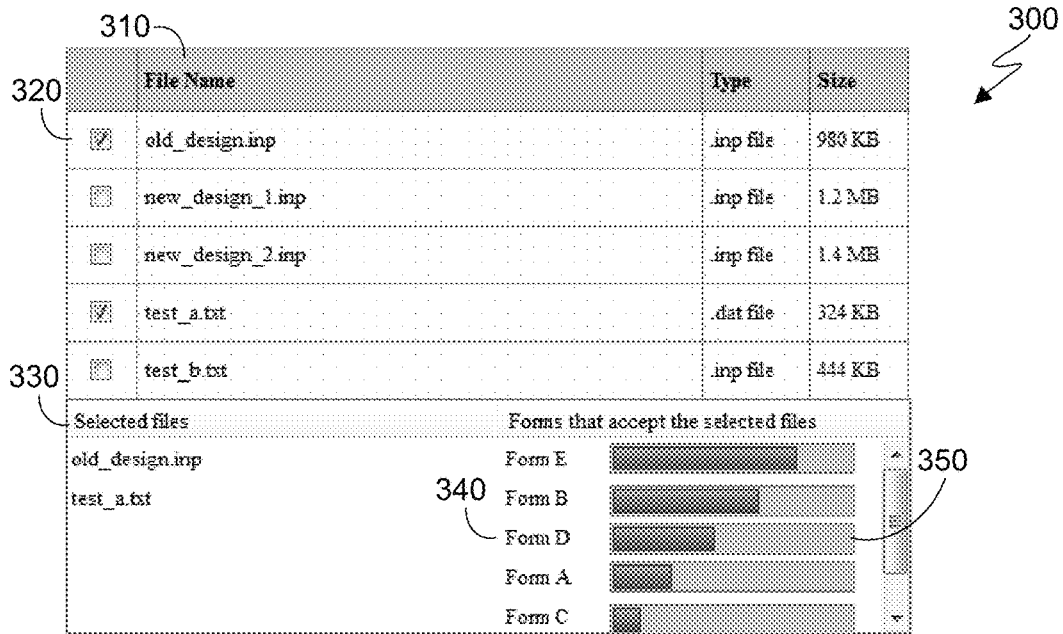 310
300
File Name Type Size
320
old_design.inp .inp file 980 KB
new_design_1.inp .inp file 1.2 MB
new_design_2.inp .inp file 1.4 MB
test_a.txt .dat file 324 KB
test_b.txt .inp file 444 KB
330
Selected files Forms that accept the selected files
old_design.inp Form E
350
test_a.txt 340 Form B
Form D
Form A
Form C